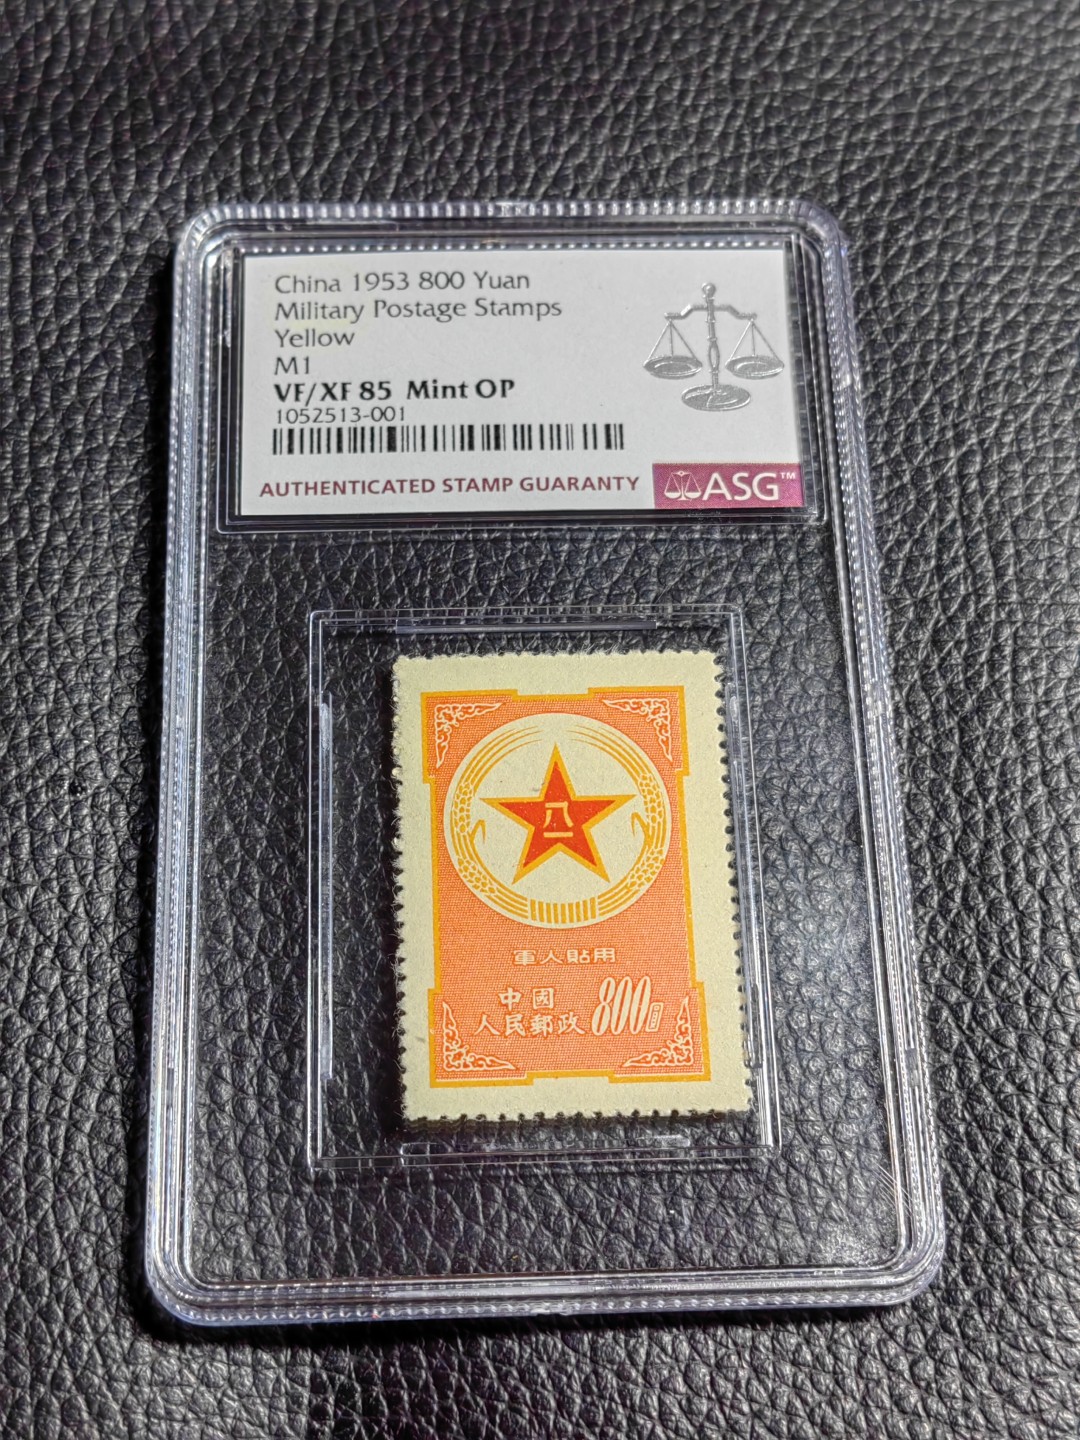 China 1953 800 Yuan
Military Postage Stamps
Yellow
M1
VF/XF 85 Mint OP
1052513-001
AUTHENTICATED STAMP GUARANTY
ASG™
八一
軍人貼用
中國
人民郵政 800